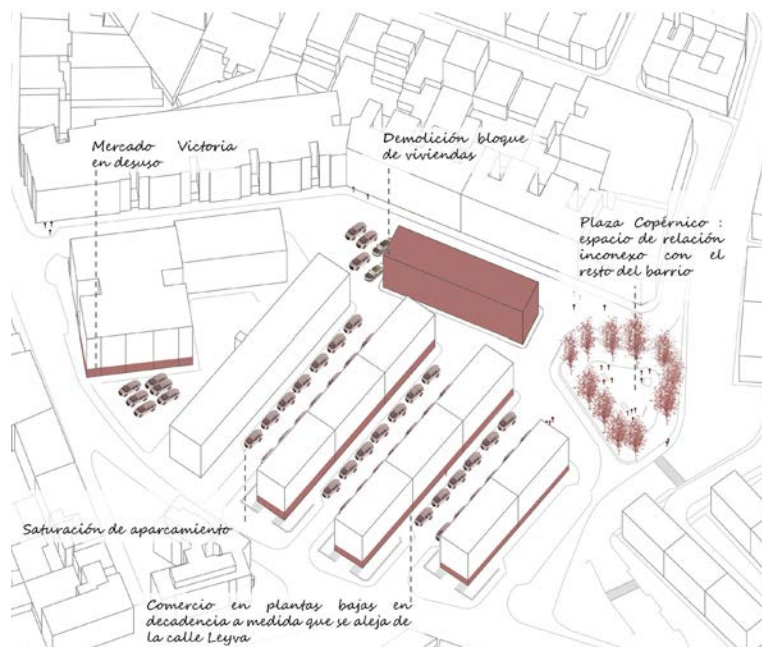 Mercado Victoria
en desuso
Demolición bloque
de viviendas
Plaza Copérnico :
espacio de relación
inconexo con el
resto del barrio
Saturación de aparcamiento
Comercio en plantas bajas en
decadencia a medida que se aleja de
la calle Leyva